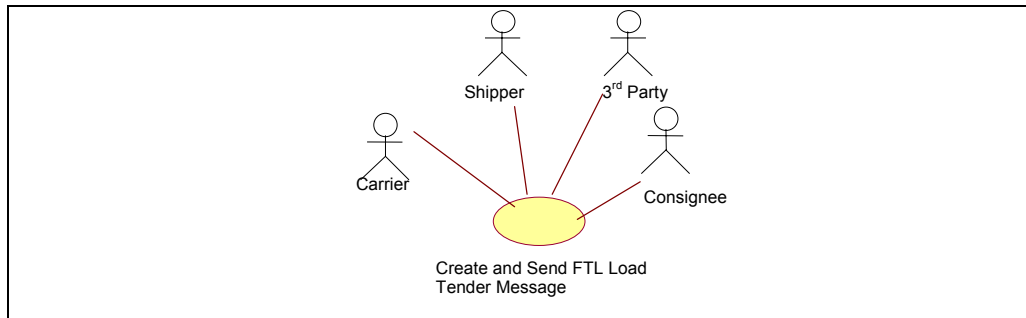 Shipper
3rd Party
Carrier
Consignee
Create and Send FTL Load
Tender Message